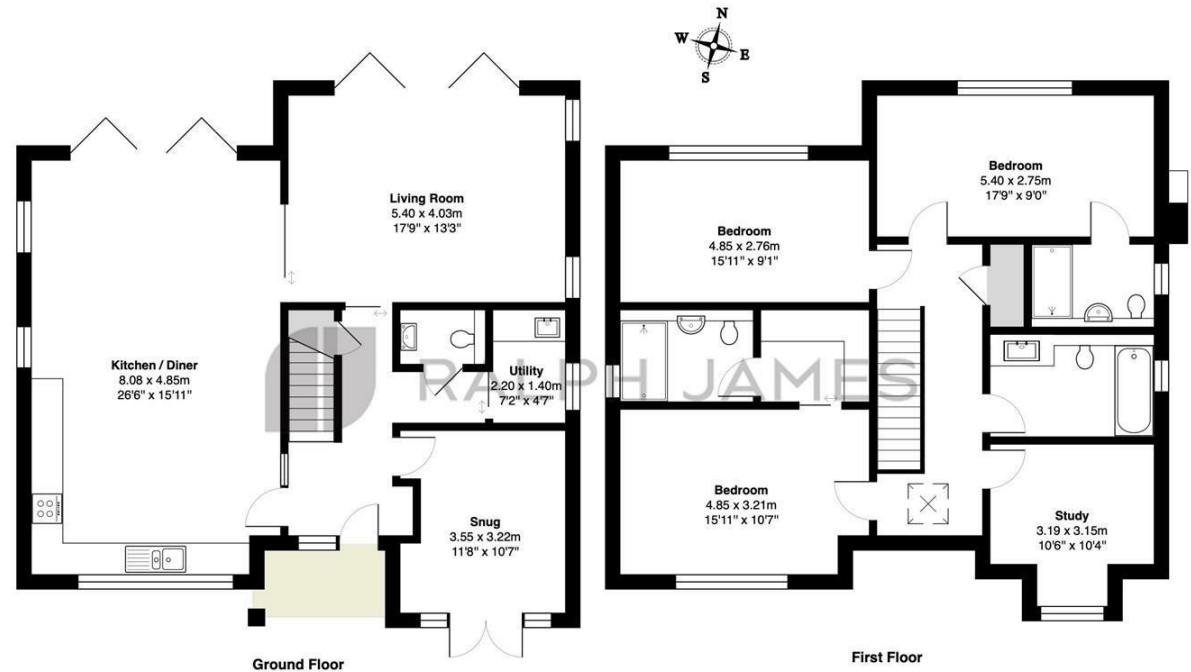 N
W
E
S
Living Room
5.40 x 4.03m
17'9" x 13'3"
Kitchen / Diner
8.08 x 4.85m
26'6" x 15'11"
Utility
2.20 x 1.40m
7'2" x 4'7"
Snug
3.55 x 3.22m
11'8" x 10'7"
Ground Floor
Bedroom
5.40 x 2.75m
17'9" x 9'0"
Bedroom
4.85 x 2.76m
15'11" x 9'1"
Bedroom
4.85 x 3.21m
15'11" x 10'7"
Study
3.19 x 3.15m
10'6" x 10'4"
First Floor
RALPH JAMES